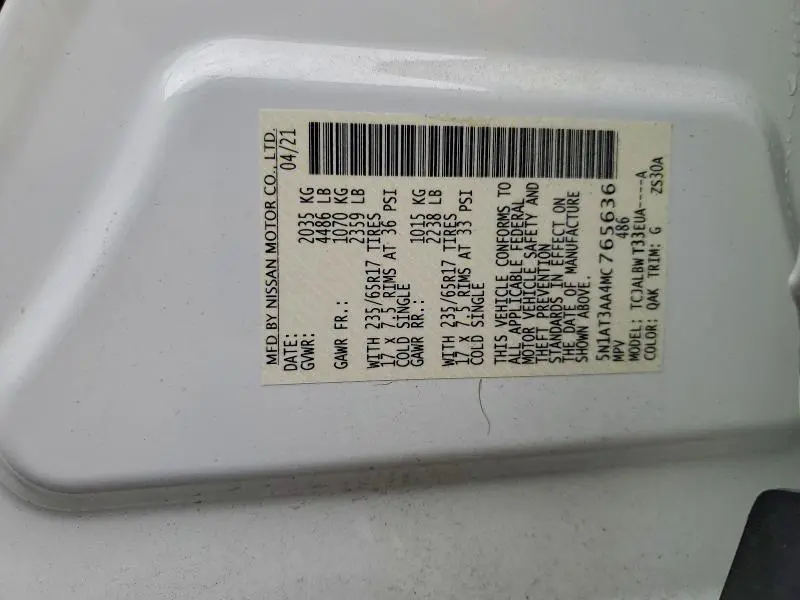 MFD BY NISSAN MOTOR CO., LTD.
DATE: 04/21
GVWR: 2035 KG
4486 LB
GAWR FR.: 1070 KG
2359 LB
WITH 235/65R17 TIRES
17 X 7.5 RIMS AT 36 PSI
COLD SINGLE
GAWR RR.: 1015 KG
2238 LB
WITH 235/65R17 TIRES
17 X 7.5 RIMS AT 33 PSI
COLD SINGLE
THIS VEHICLE CONFORMS TO
ALL APPLICABLE FEDERAL
MOTOR VEHICLE SAFETY AND
THEFT PREVENTION
STANDARDS IN EFFECT ON
THE DATE OF MANUFACTURE
SHOWN ABOVE.
5N1AT3AA4MC765636
MPV 486
MODEL: TCJALBWT33EUA----A
COLOR: QAK TRIM: G ZS30A